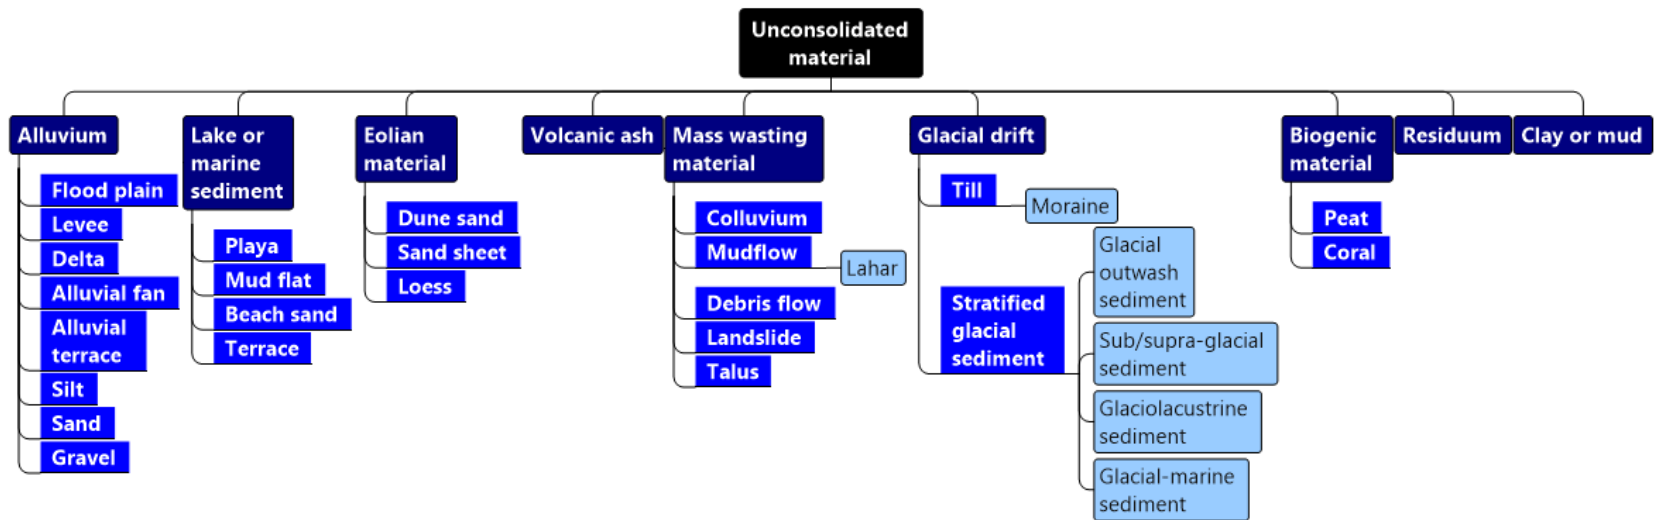 Unconsolidated
material
Alluvium
Flood plain
Levee
Delta
Alluvial fan
Alluvial
terrace
Silt
Sand
Gravel
Lake or
marine
sediment
Playa
Mud flat
Beach sand
Terrace
Eolian
material
Dune sand
Sand sheet
Loess
Volcanic ash
Mass wasting
material
Colluvium
Mudflow
Lahar
Debris flow
Landslide
Talus
Glacial drift
Till
Moraine
Stratified
glacial
sediment
Glacial
outwash
sediment
Sub/supra-glacial
sediment
Glaciolacustrine
sediment
Glacial-marine
sediment
Biogenic
material
Peat
Coral
Residuum
Clay or mud